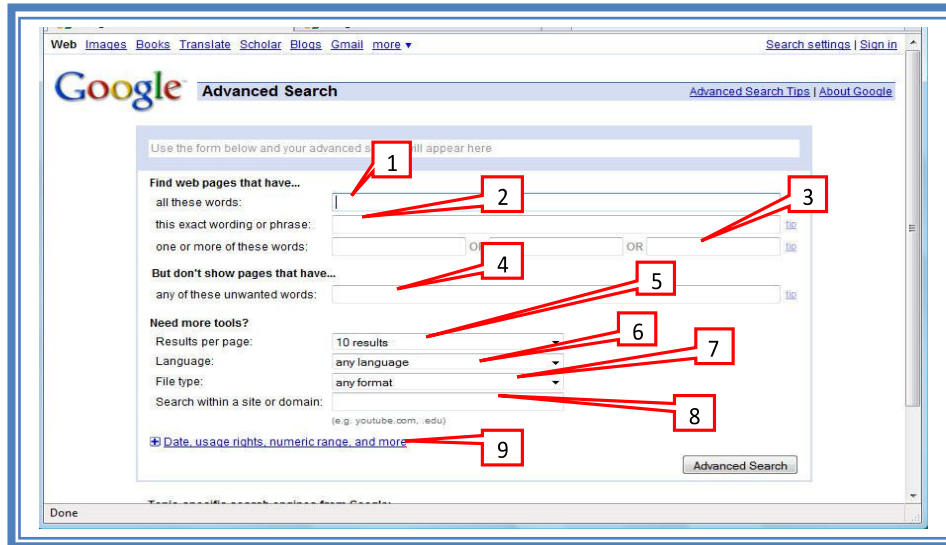 Web Images Books Translate Scholar Blogs Gmail more ▾ Search settings | Sign in
Google Advanced Search Advanced Search Tips | About Google
Use the form below and your advanced will appear here
1
Find web pages that have...
all these words:
2
3
this exact wording or phrase: tip
one or more of these words: OR OR tip
4
But don't show pages that have...
5
any of these unwanted words: tip
Need more tools?
6
Results per page: 10 results
7
Language: any language
File type: any format
Search within a site or domain:
8
(e.g. youtube.com, .edu)
Date, usage rights, numeric range, and more
9
Advanced Search
Done